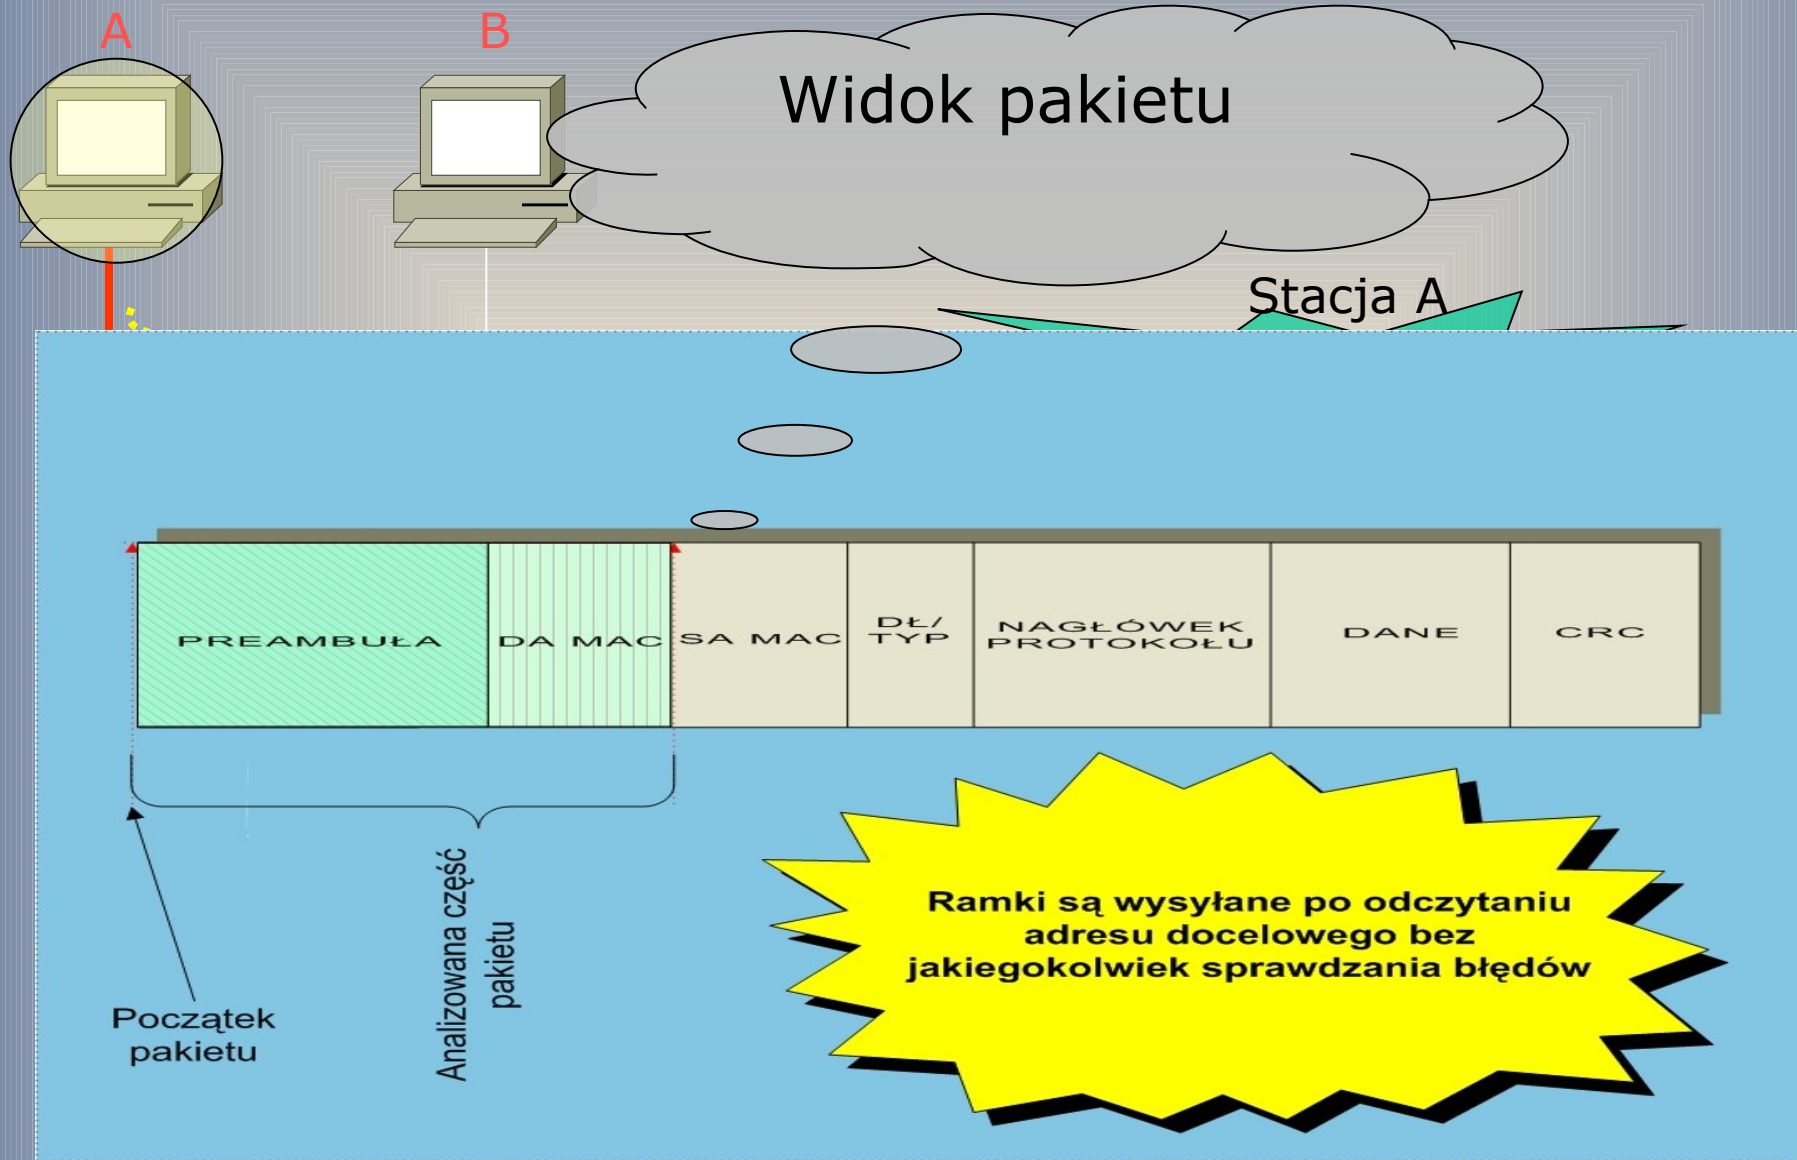 A
B
Widok pakietu
Stacja A
PREAMBUŁA
DA MAC
SA MAC
DŁ/
TYP
NAGŁÓWEK
PROTOKOŁU
DANE
CRC
Początek
pakietu
Analizowana część
pakietu
Ramki są wysyłane po odczytaniu
adresu docelowego bez
jakiegokolwiek sprawdzania błędów